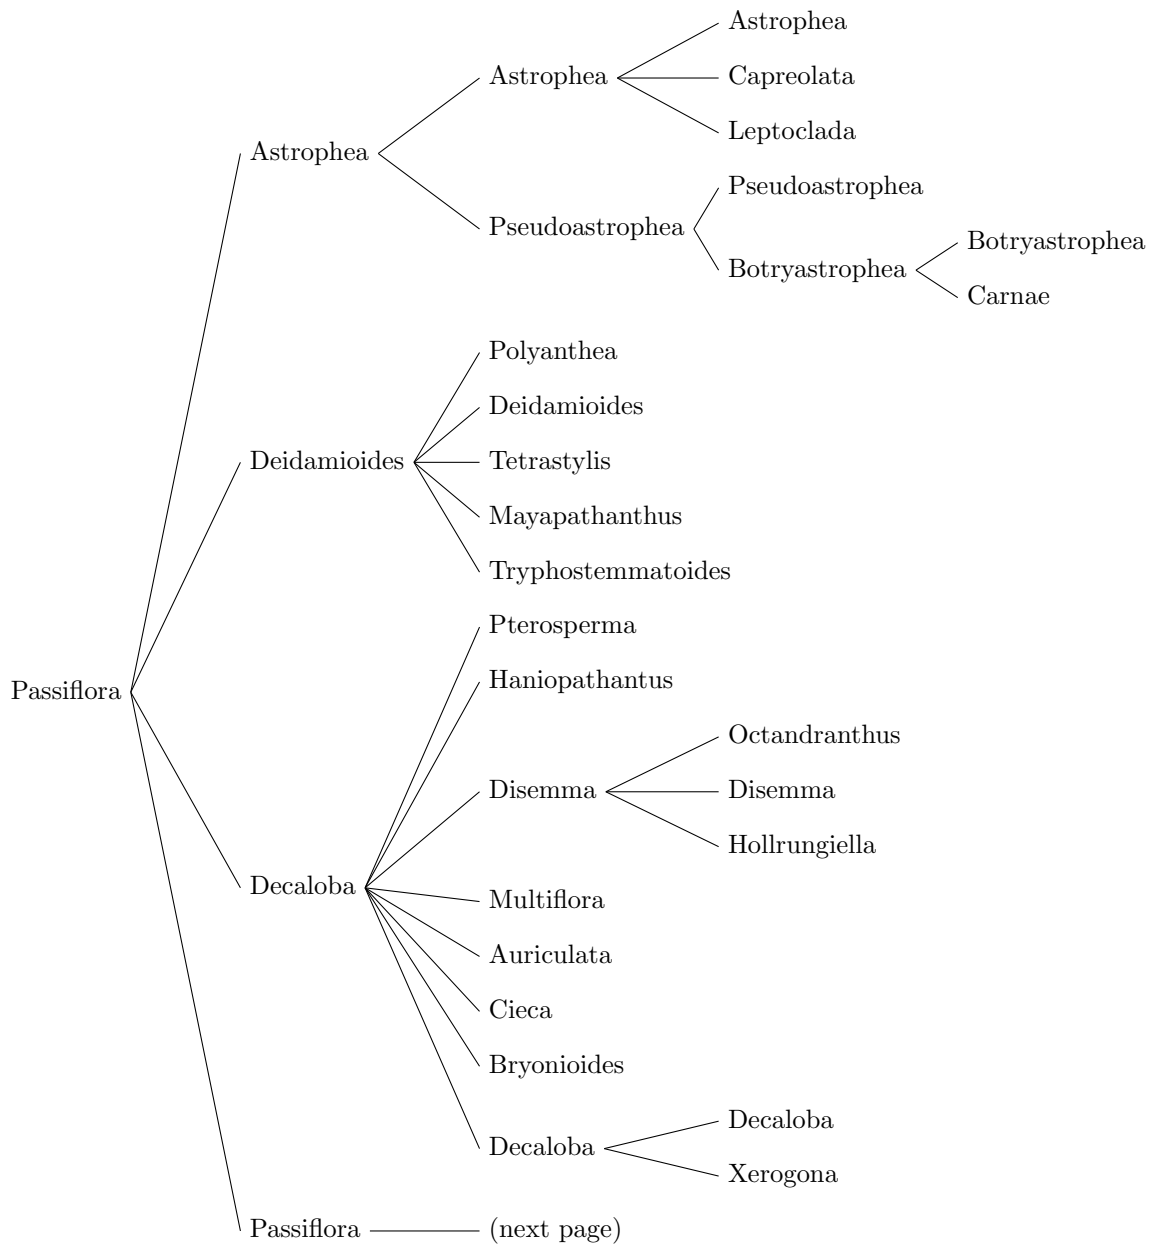 Passiflora
Astrophea
Astrophea
Astrophea
Capreolata
Leptoclada
Pseudoastrophea
Pseudoastrophea
Botryastrophea
Botryastrophea
Carnae
Deidamioides
Polyanthea
Deidamioides
Tetrastylis
Mayapathanthus
Tryphostemmatoides
Decaloba
Pterosperma
Haniopathantus
Disemma
Octandranthus
Disemma
Hollrungiella
Multiflora
Auriculata
Cieca
Bryonioides
Decaloba
Decaloba
Xerogona
Passiflora
(next page)